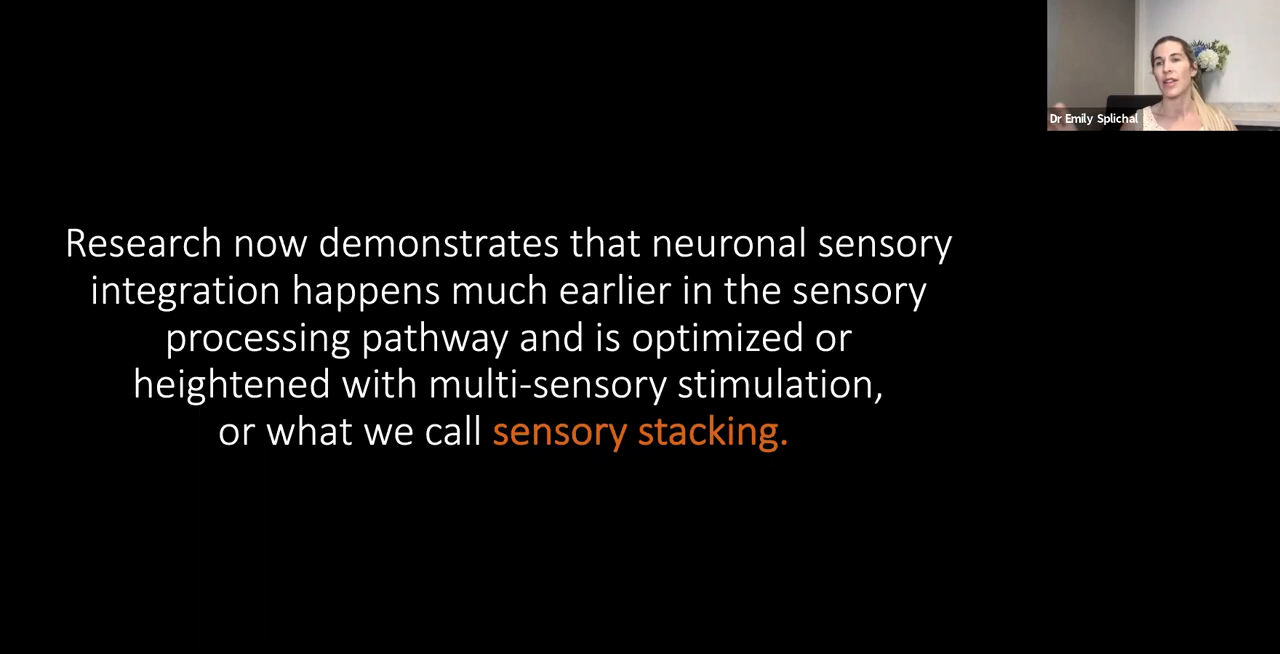 Dr Emily Splichal
Research now demonstrates that neuronal sensory
integration happens much earlier in the sensory
processing pathway and is optimized or
heightened with multi-sensory stimulation,
or what we call sensory stacking.